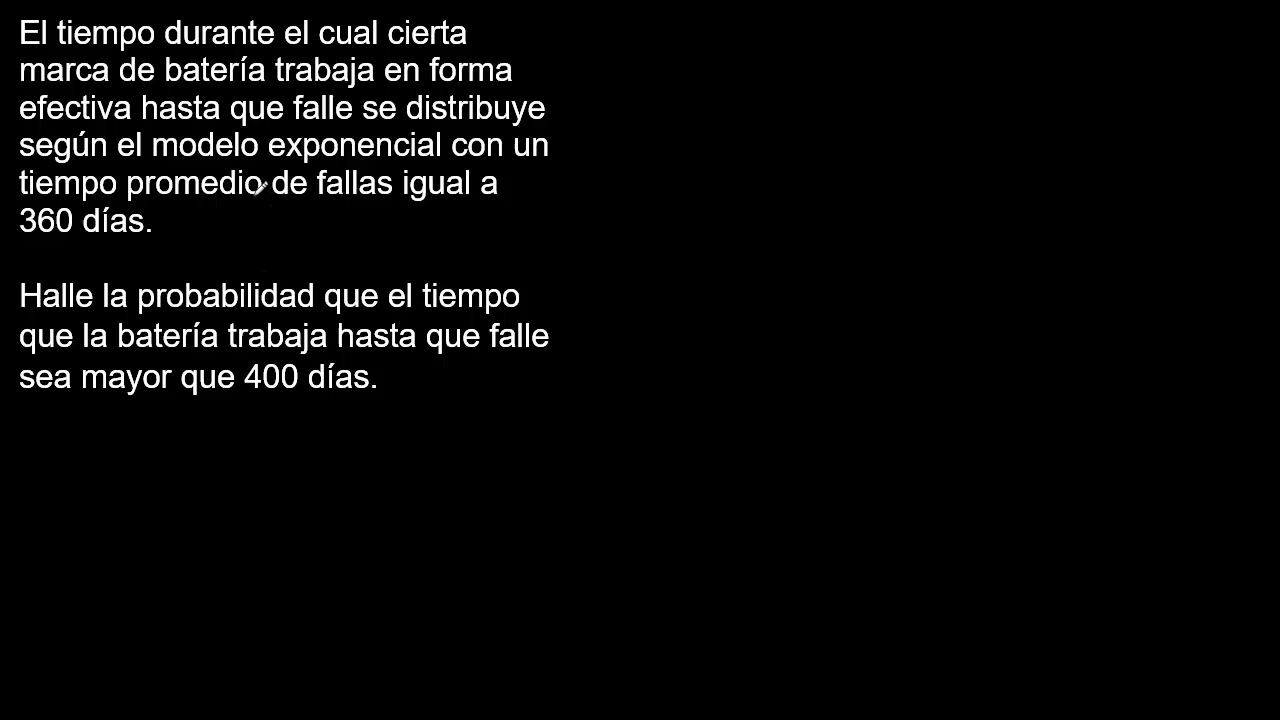 El tiempo durante el cual cierta
marca de batería trabaja en forma
efectiva hasta que falle se distribuye
según el modelo exponencial con un
tiempo promedio de fallas igual a
360 días.
Halle la probabilidad que el tiempo
que la batería trabaja hasta que falle
sea mayor que 400 días.